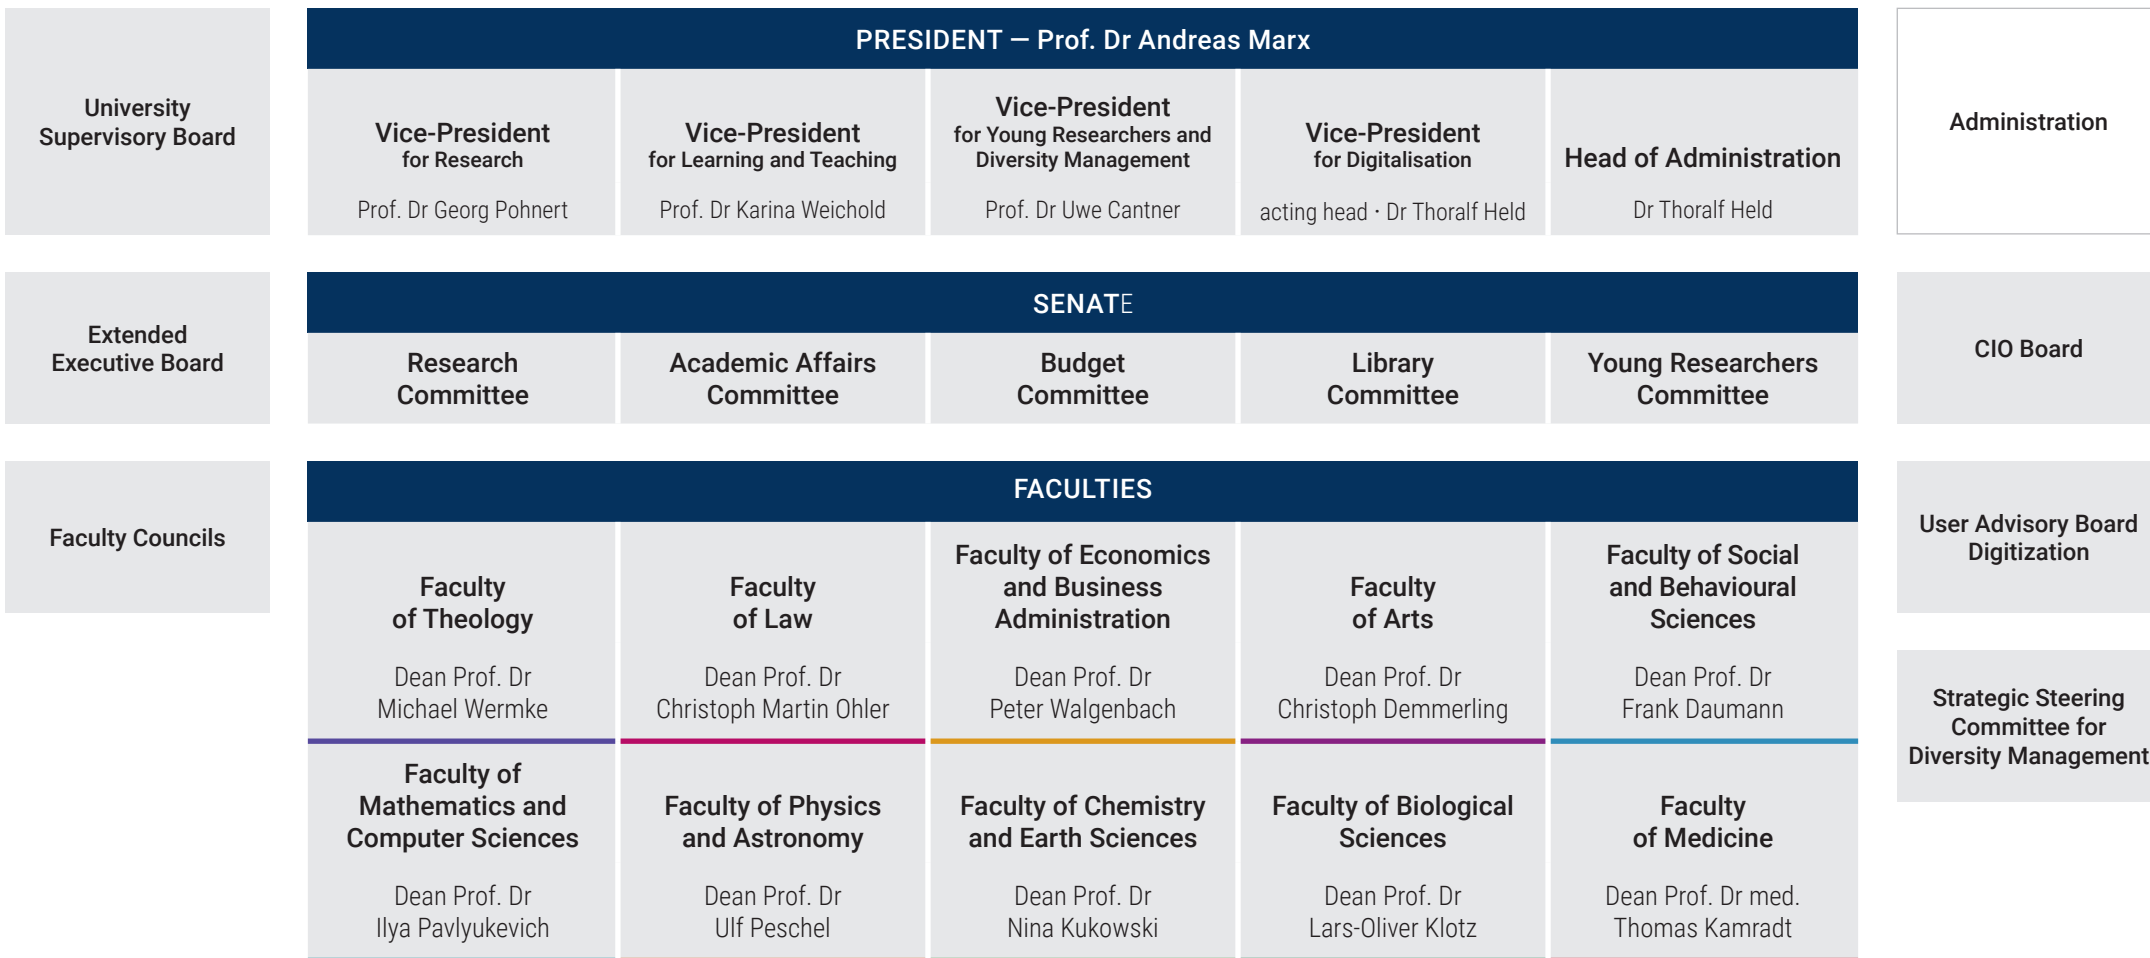 University
Supervisory Board
PRESIDENT — Prof. Dr Andreas Marx
Vice-President
for Research
Prof. Dr Georg Pohnert
Vice-President
for Learning and Teaching
Prof. Dr Karina Weichold
Vice-President
for Young Researchers and
Diversity Management
Prof. Dr Uwe Cantner
Vice-President
for Digitalisation
acting head · Dr Thoralf Held
Head of Administration
Dr Thoralf Held
Administration
Extended
Executive Board
SENATE
Research
Committee
Academic Affairs
Committee
Budget
Committee
Library
Committee
Young Researchers
Committee
CIO Board
Faculty Councils
FACULTIES
Faculty
of Theology
Dean Prof. Dr
Michael Wermke
Faculty
of Law
Dean Prof. Dr
Christoph Martin Ohler
Faculty of Economics
and Business
Administration
Dean Prof. Dr
Peter Walgenbach
Faculty
of Arts
Dean Prof. Dr
Christoph Demmerling
Faculty of Social
and Behavioural
Sciences
Dean Prof. Dr
Frank Daumann
User Advisory Board
Digitization
Strategic Steering
Committee for
Diversity Management
Faculty of
Mathematics and
Computer Sciences
Dean Prof. Dr
Ilya Pavlyukevich
Faculty of Physics
and Astronomy
Dean Prof. Dr
Ulf Peschel
Faculty of Chemistry
and Earth Sciences
Dean Prof. Dr
Nina Kukowski
Faculty of Biological
Sciences
Dean Prof. Dr
Lars-Oliver Klotz
Faculty
of Medicine
Dean Prof. Dr med.
Thomas Kamradt